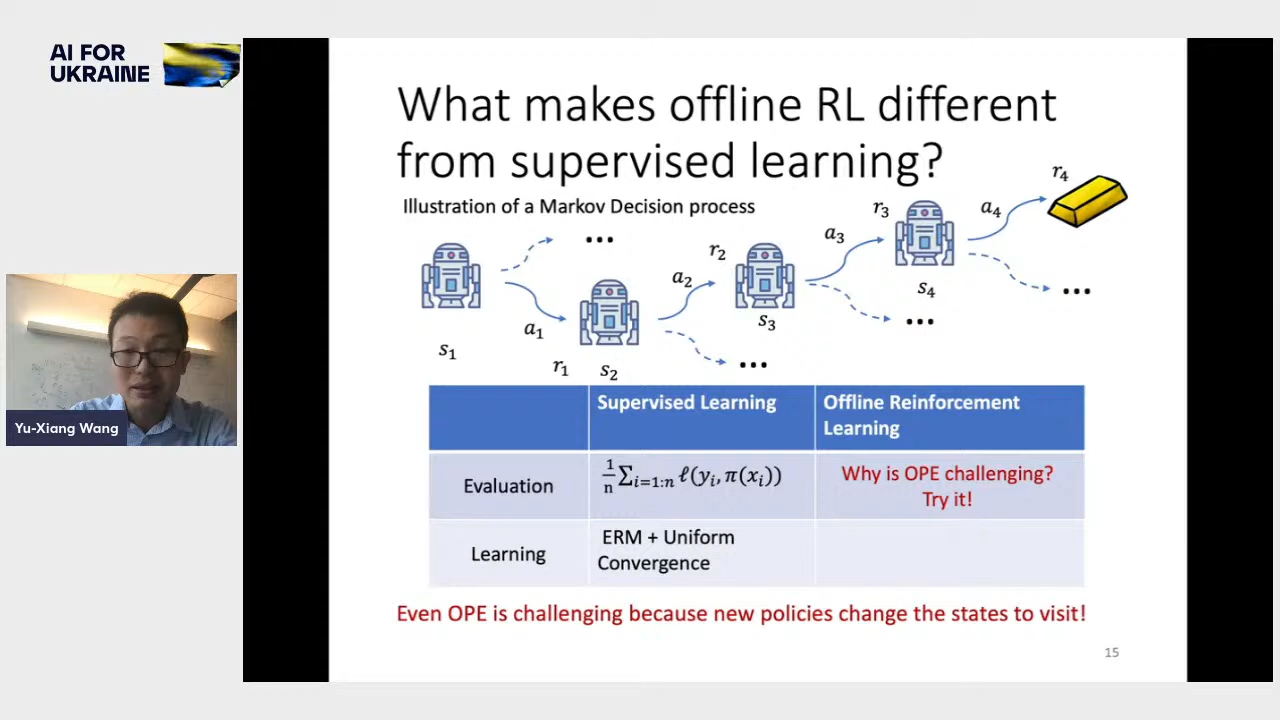 AI FOR
UKRAINE
What makes offline RL different
from supervised learning?
Illustration of a Markov Decision process
s₁
a₁
r₁
s₂
a₂
r₂
s₃
a₃
r₃
s₄
a₄
r₄
...
...
...
...
Supervised Learning
Offline Reinforcement
Learning
Evaluation
1/n ∑ᵢ₌₁:ₙ ℓ(yᵢ, π(xᵢ))
Why is OPE challenging?
Try it!
Learning
ERM + Uniform
Convergence
Even OPE is challenging because new policies change the states to visit!
15
Yu-Xiang Wang